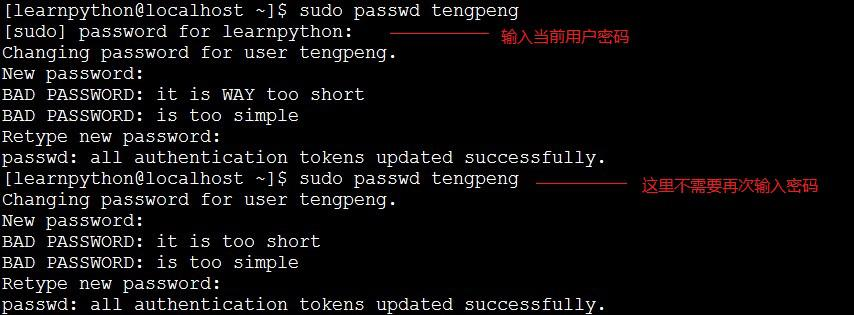 [learnpython@localhost ~]$ sudo passwd tengpeng
[sudo] password for learnpython: 输入当前用户密码
Changing password for user tengpeng.
New password:
BAD PASSWORD: it is WAY too short
BAD PASSWORD: is too simple
Retype new password:
passwd: all authentication tokens updated successfully.
[learnpython@localhost ~]$ sudo passwd tengpeng 这里不需要再次输入密码
Changing password for user tengpeng.
New password:
BAD PASSWORD: it is too short
BAD PASSWORD: is too simple
Retype new password:
passwd: all authentication tokens updated successfully.